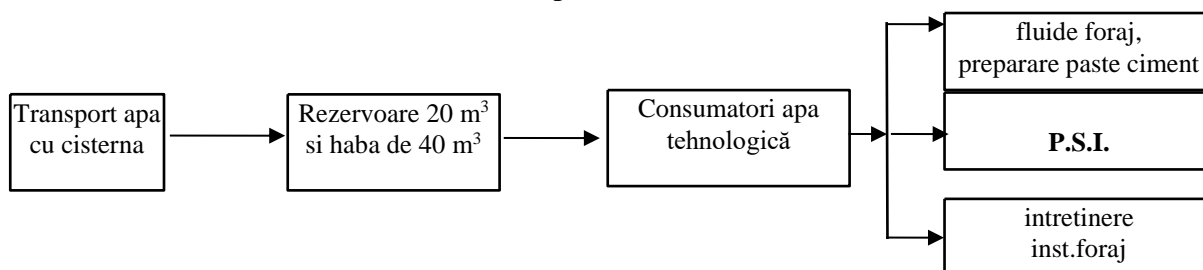 Transport apa
cu cisterna
Rezervoare 20 m³
si haba de 40 m³
Consumatori apa
tehnologică
fluide foraj,
preparare paste ciment
P.S.I.
intretinere
inst.foraj